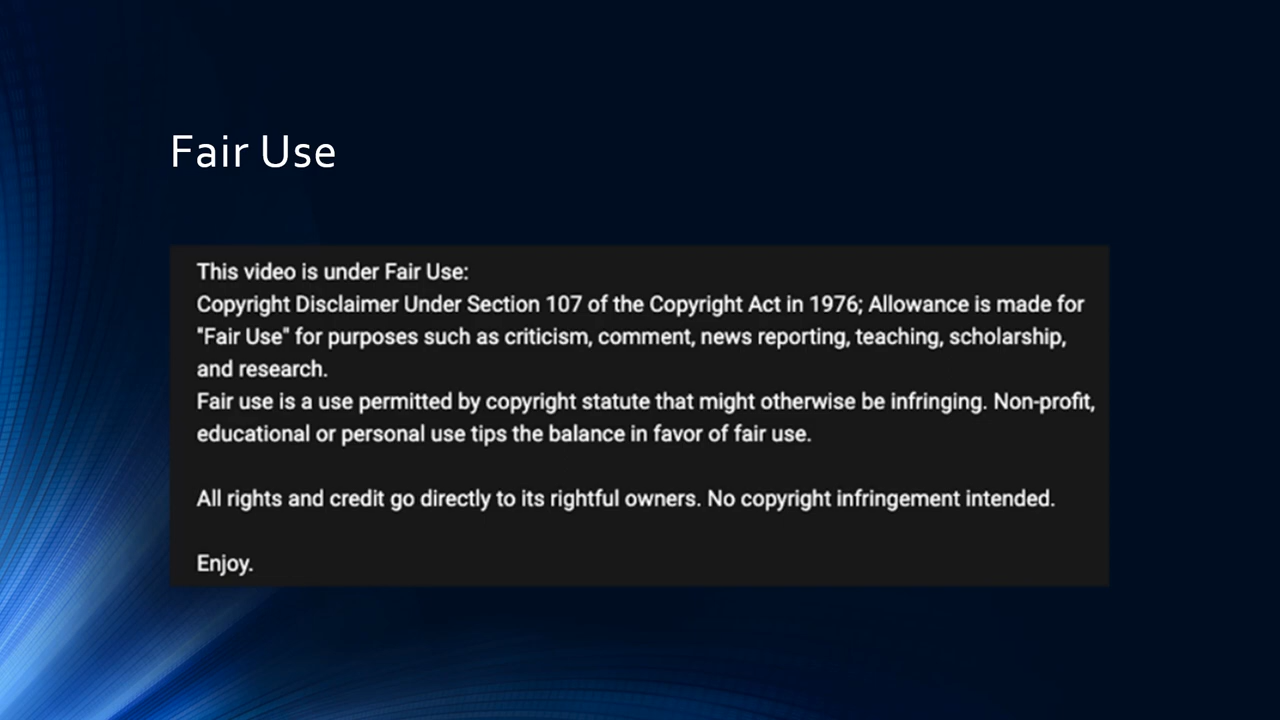 Fair Use
This video is under Fair Use:
Copyright Disclaimer Under Section 107 of the Copyright Act in 1976; Allowance is made for
"Fair Use" for purposes such as criticism, comment, news reporting, teaching, scholarship,
and research.
Fair use is a use permitted by copyright statute that might otherwise be infringing. Non-profit,
educational or personal use tips the balance in favor of fair use.
All rights and credit go directly to its rightful owners. No copyright infringement intended.
Enjoy.